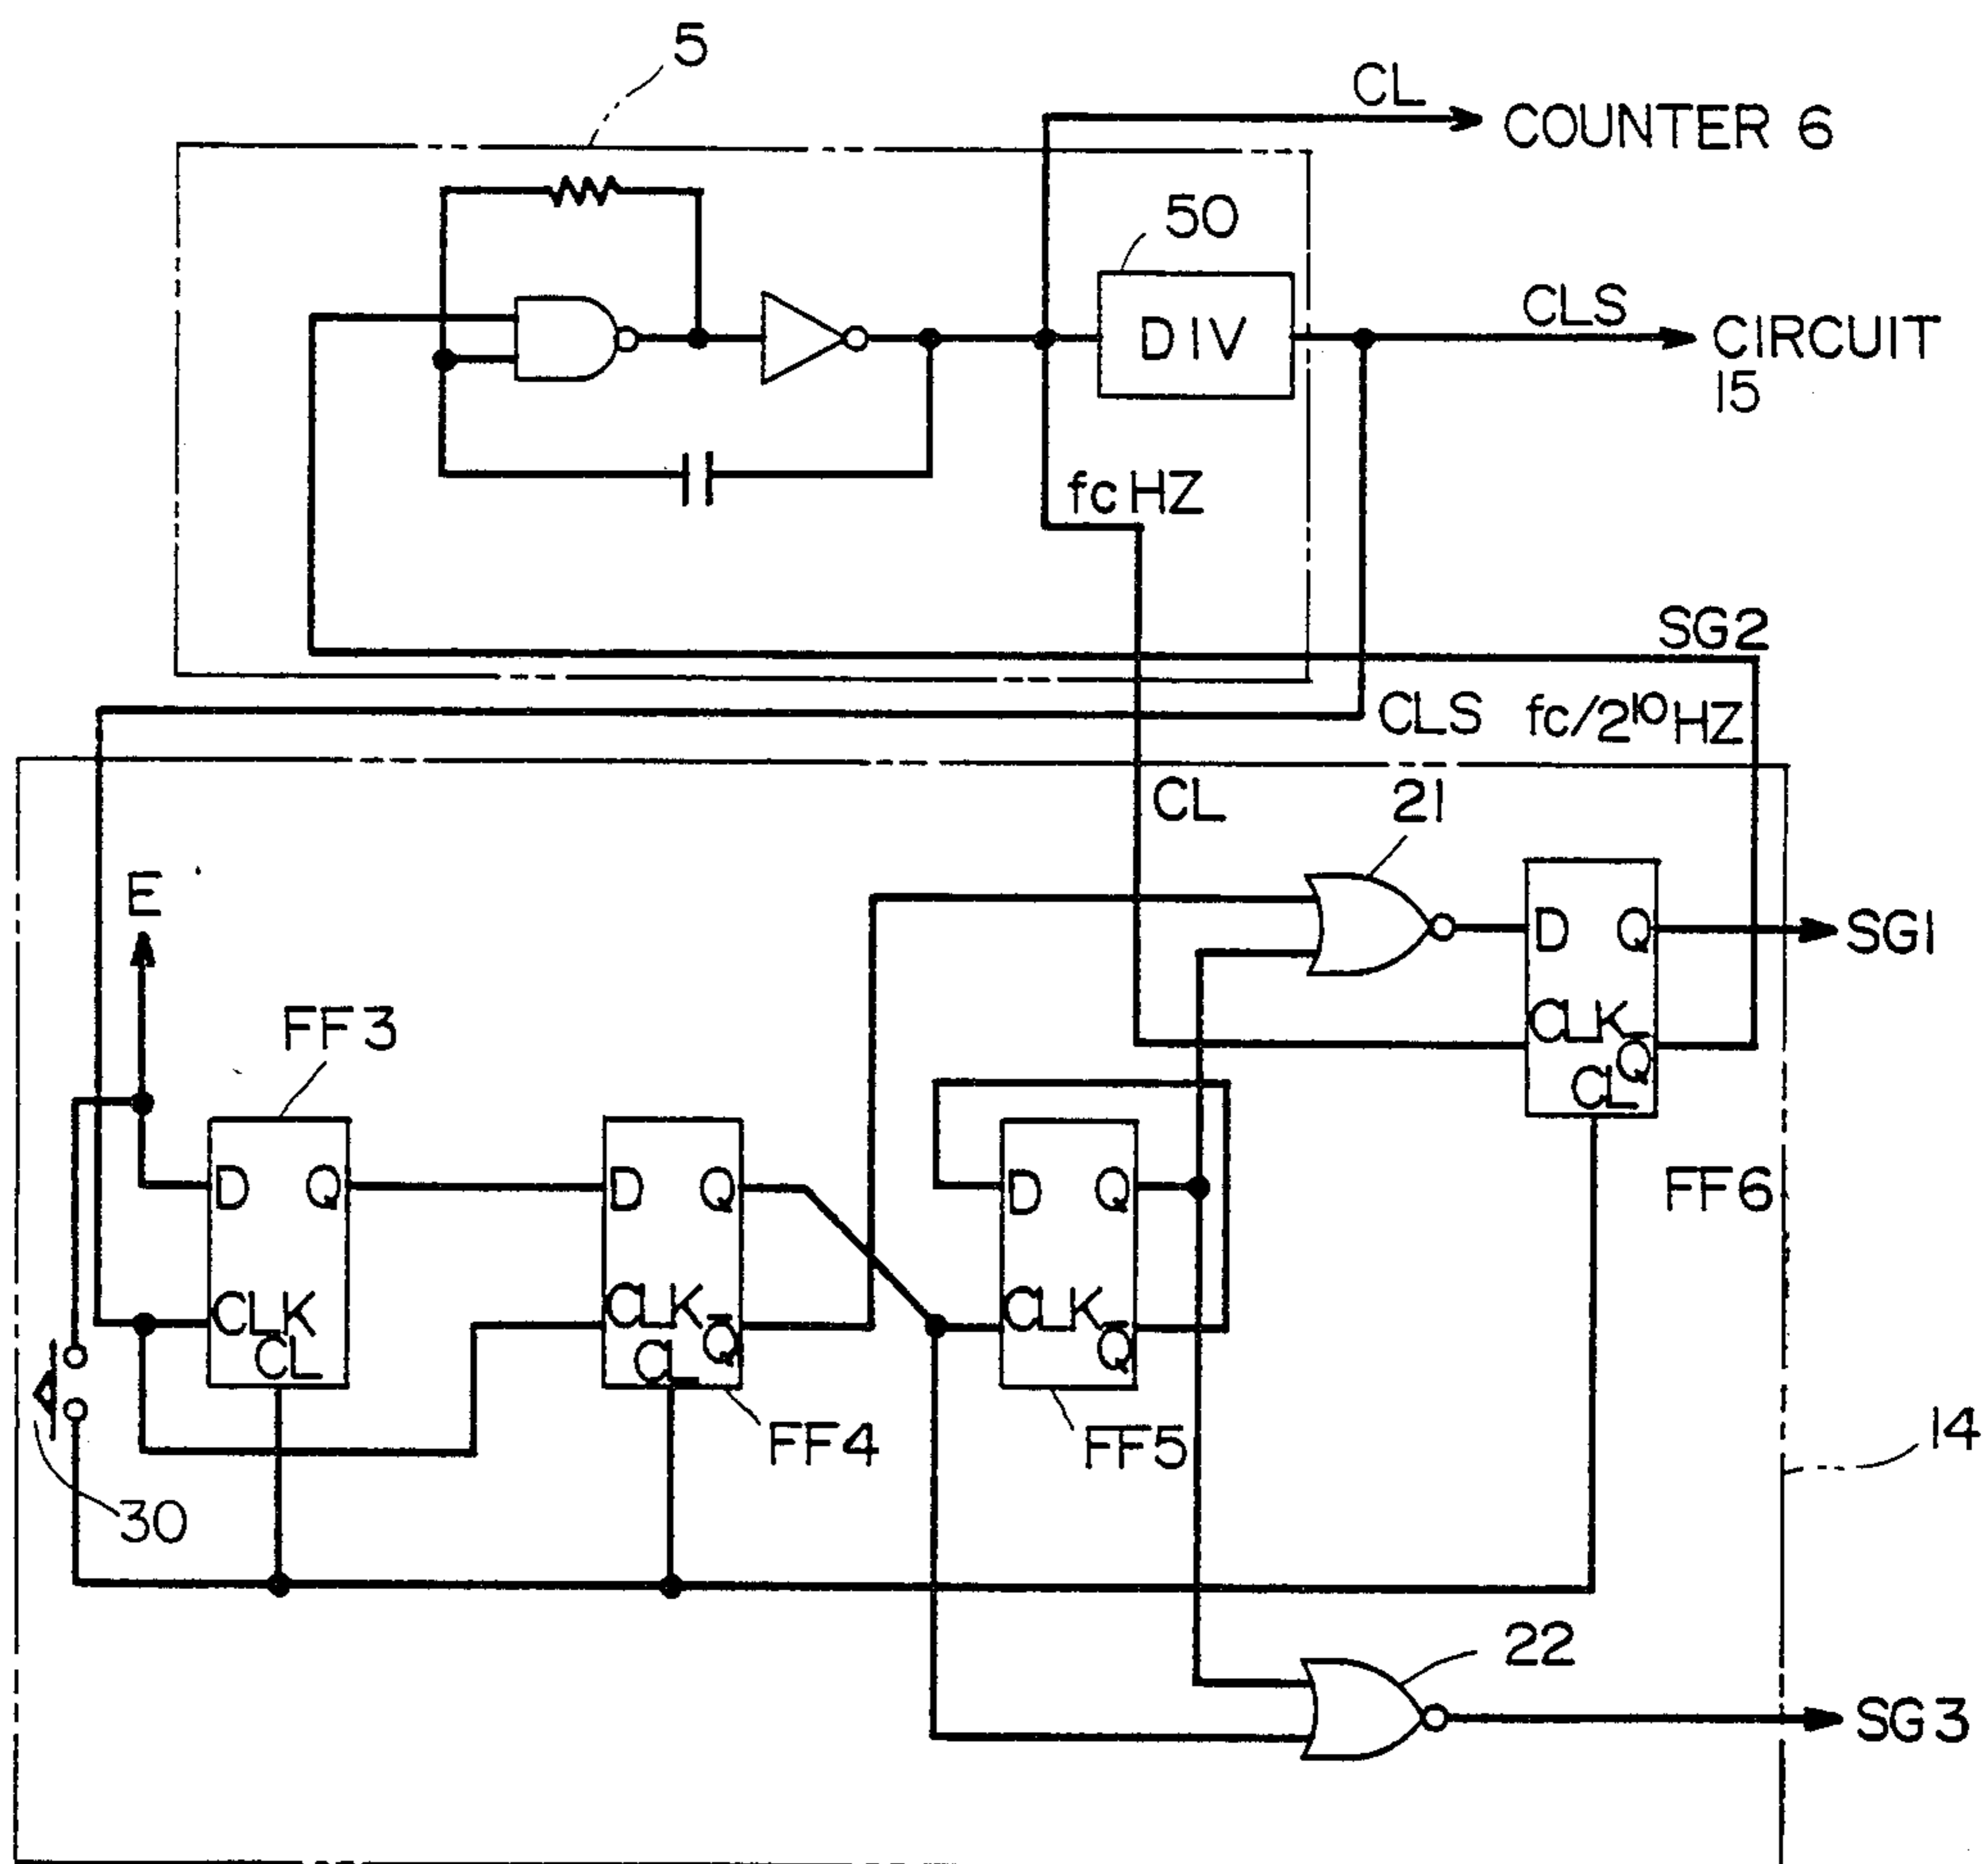 5
CL
COUNTER 6
50
DIV
CLS
CIRCUIT
15
fc HZ
SG2
CLS fc/2¹⁰HZ
CL
21
E
D Q
SG1
CLK
Q̅
CL
FF3
FF6
D Q
CLK
CL
D Q
CLK
Q̅
CL
D Q
CLK
Q̅
FF4
FF5
14
30
22
SG3